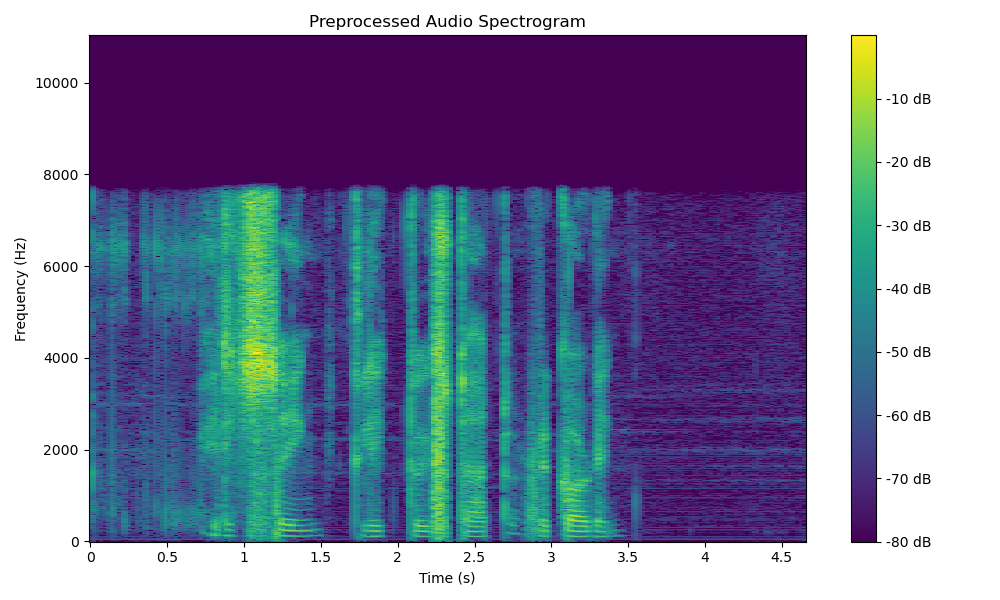 Preprocessed Audio Spectrogram
10000
8000
6000
4000
2000
0
Frequency (Hz)
0 0.5 1 1.5 2 2.5 3 3.5 4 4.5
Time (s)
-10 dB
-20 dB
-30 dB
-40 dB
-50 dB
-60 dB
-70 dB
-80 dB